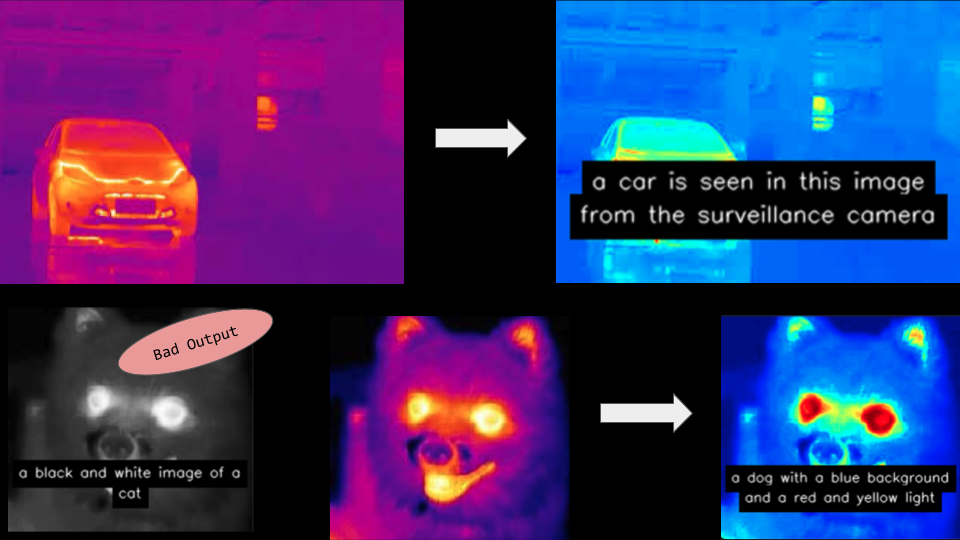 a car is seen in this image
from the surveillance camera
Bad Output
a black and white image of a
cat
a dog with a blue background
and a red and yellow light